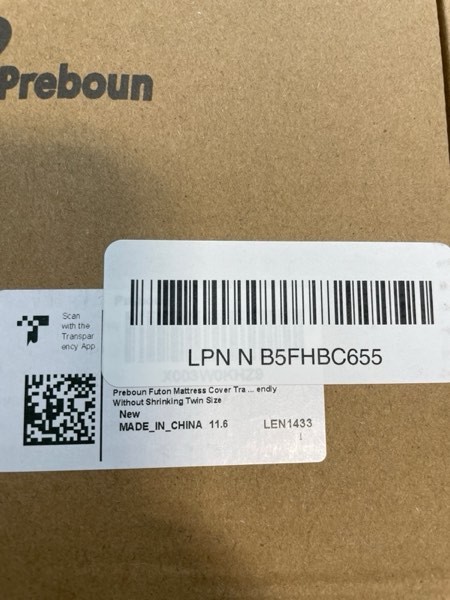 Preboun
LPN N B5FHBC655
Scan
with the
Transpar
ency App
Preboun Futon Mattress Cover Tra ... endly
Without Shrinking Twin Size
New
MADE_IN_CHINA 11.6 LEN1433
1